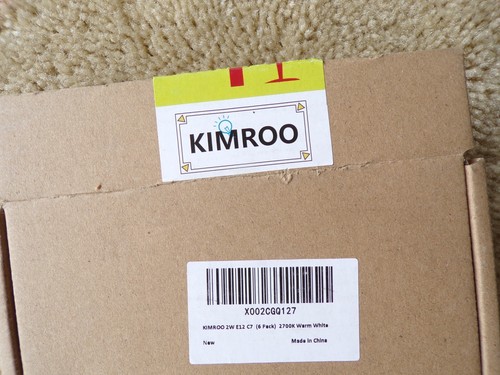 KIMROO
X002CGQ127
KIMROO 2W E12 C7 (6 Pack) 2700K Warm White
New Made in China